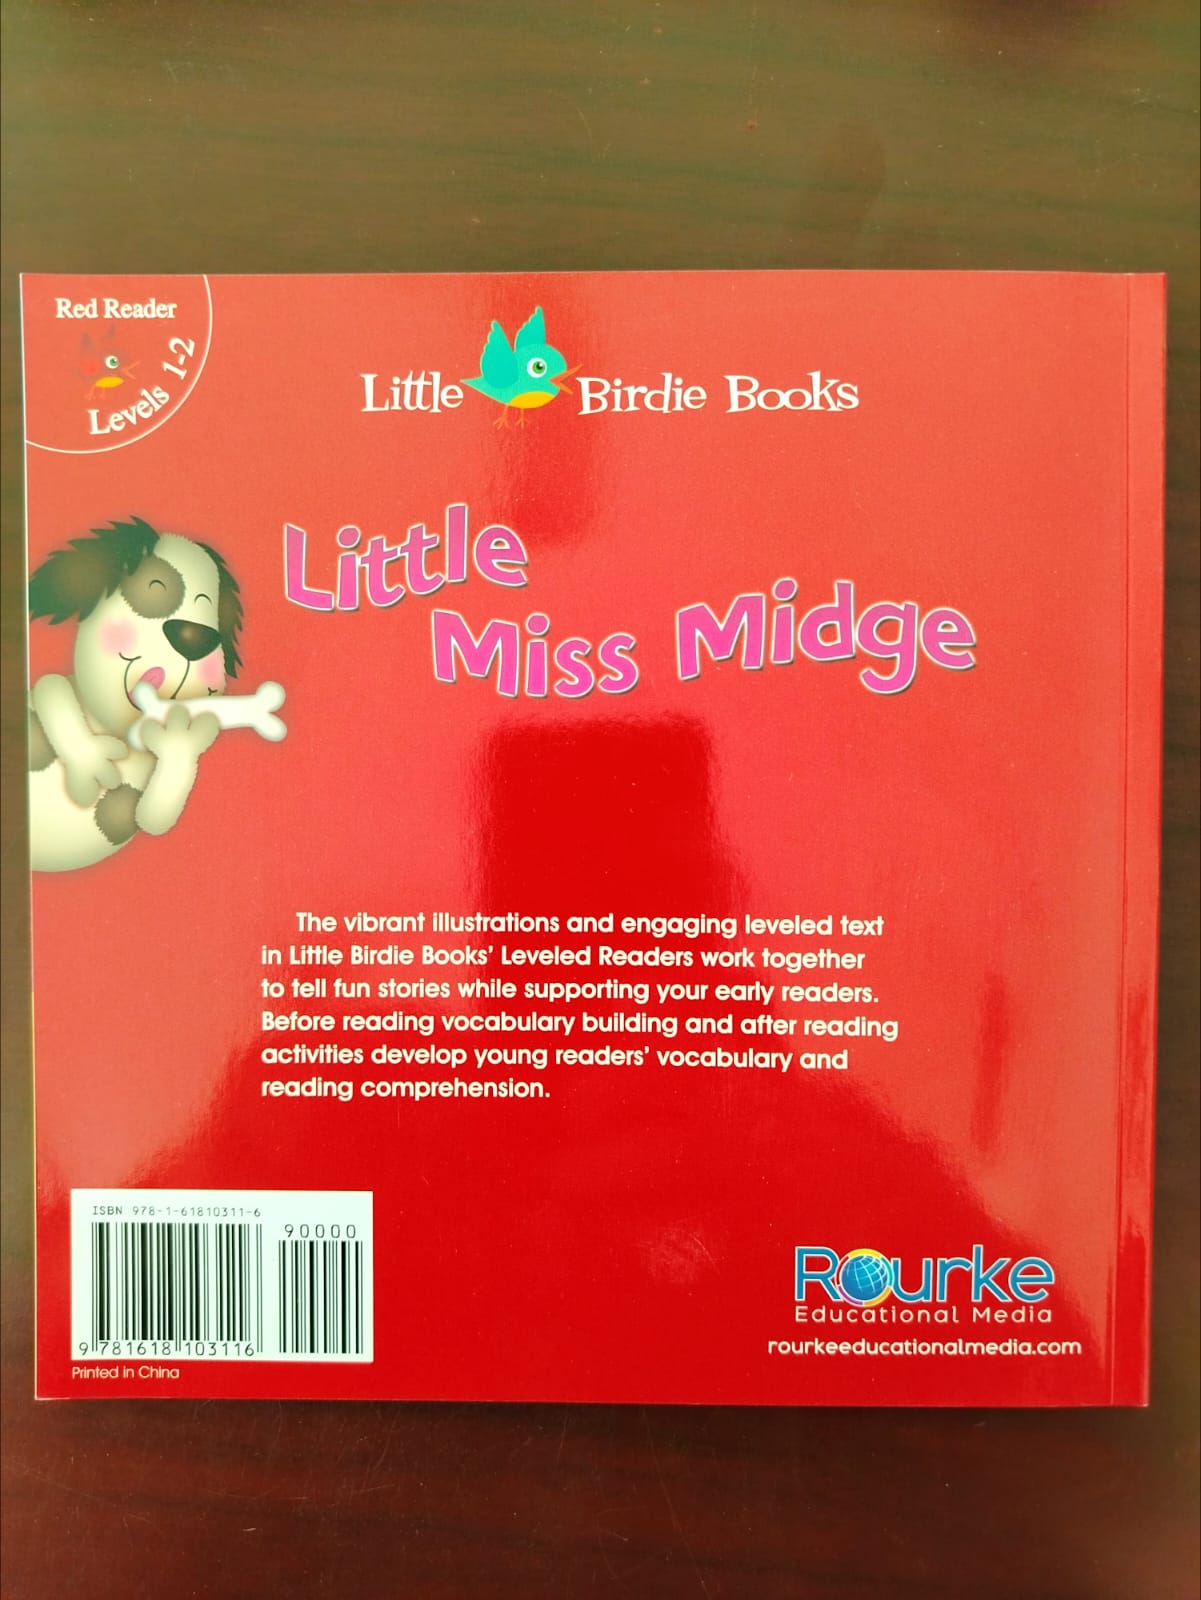 Red Reader
Levels 1-2
Little Birdie Books
Little
Miss Midge
The vibrant illustrations and engaging leveled text
in Little Birdie Books' Leveled Readers work together
to tell fun stories while supporting your early readers.
Before reading vocabulary building and after reading
activities develop young readers' vocabulary and
reading comprehension.
ISBN 978-1-61810311-6
90000
9 781618 103116
Printed in China
Rourke
Educational Media
rourkeeducationalmedia.com